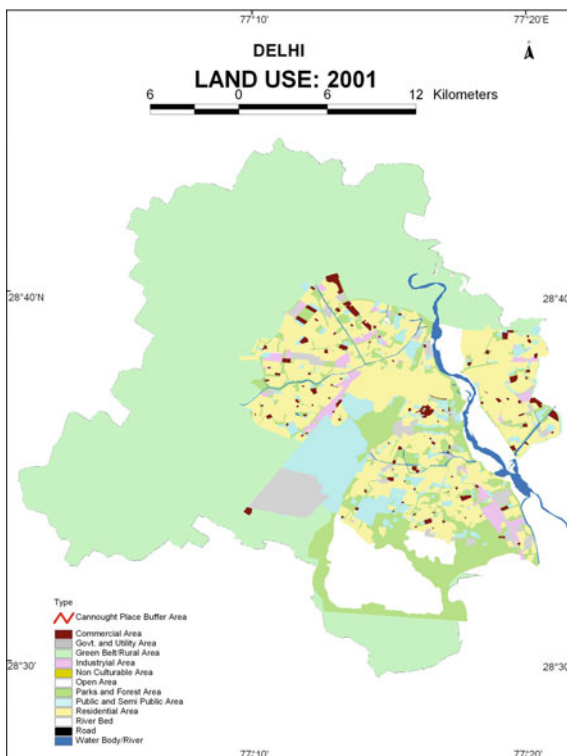 77°10' 77°20'E
DELHI
LAND USE: 2001
6 0 6 12 Kilometers
28°40'N 28°40
Type
Cannought Place Buffer Area
Commercial Area
Govt. and Utility Area
Green Belt/Rural Area
Industryial Area
Non Culturable Area
Open Area
Parks and Forest Area
Public and Semi Public Area
Residential Area
River Bed
Road
Water Body/River
28°30' 28°30
77°10' 77°20'E